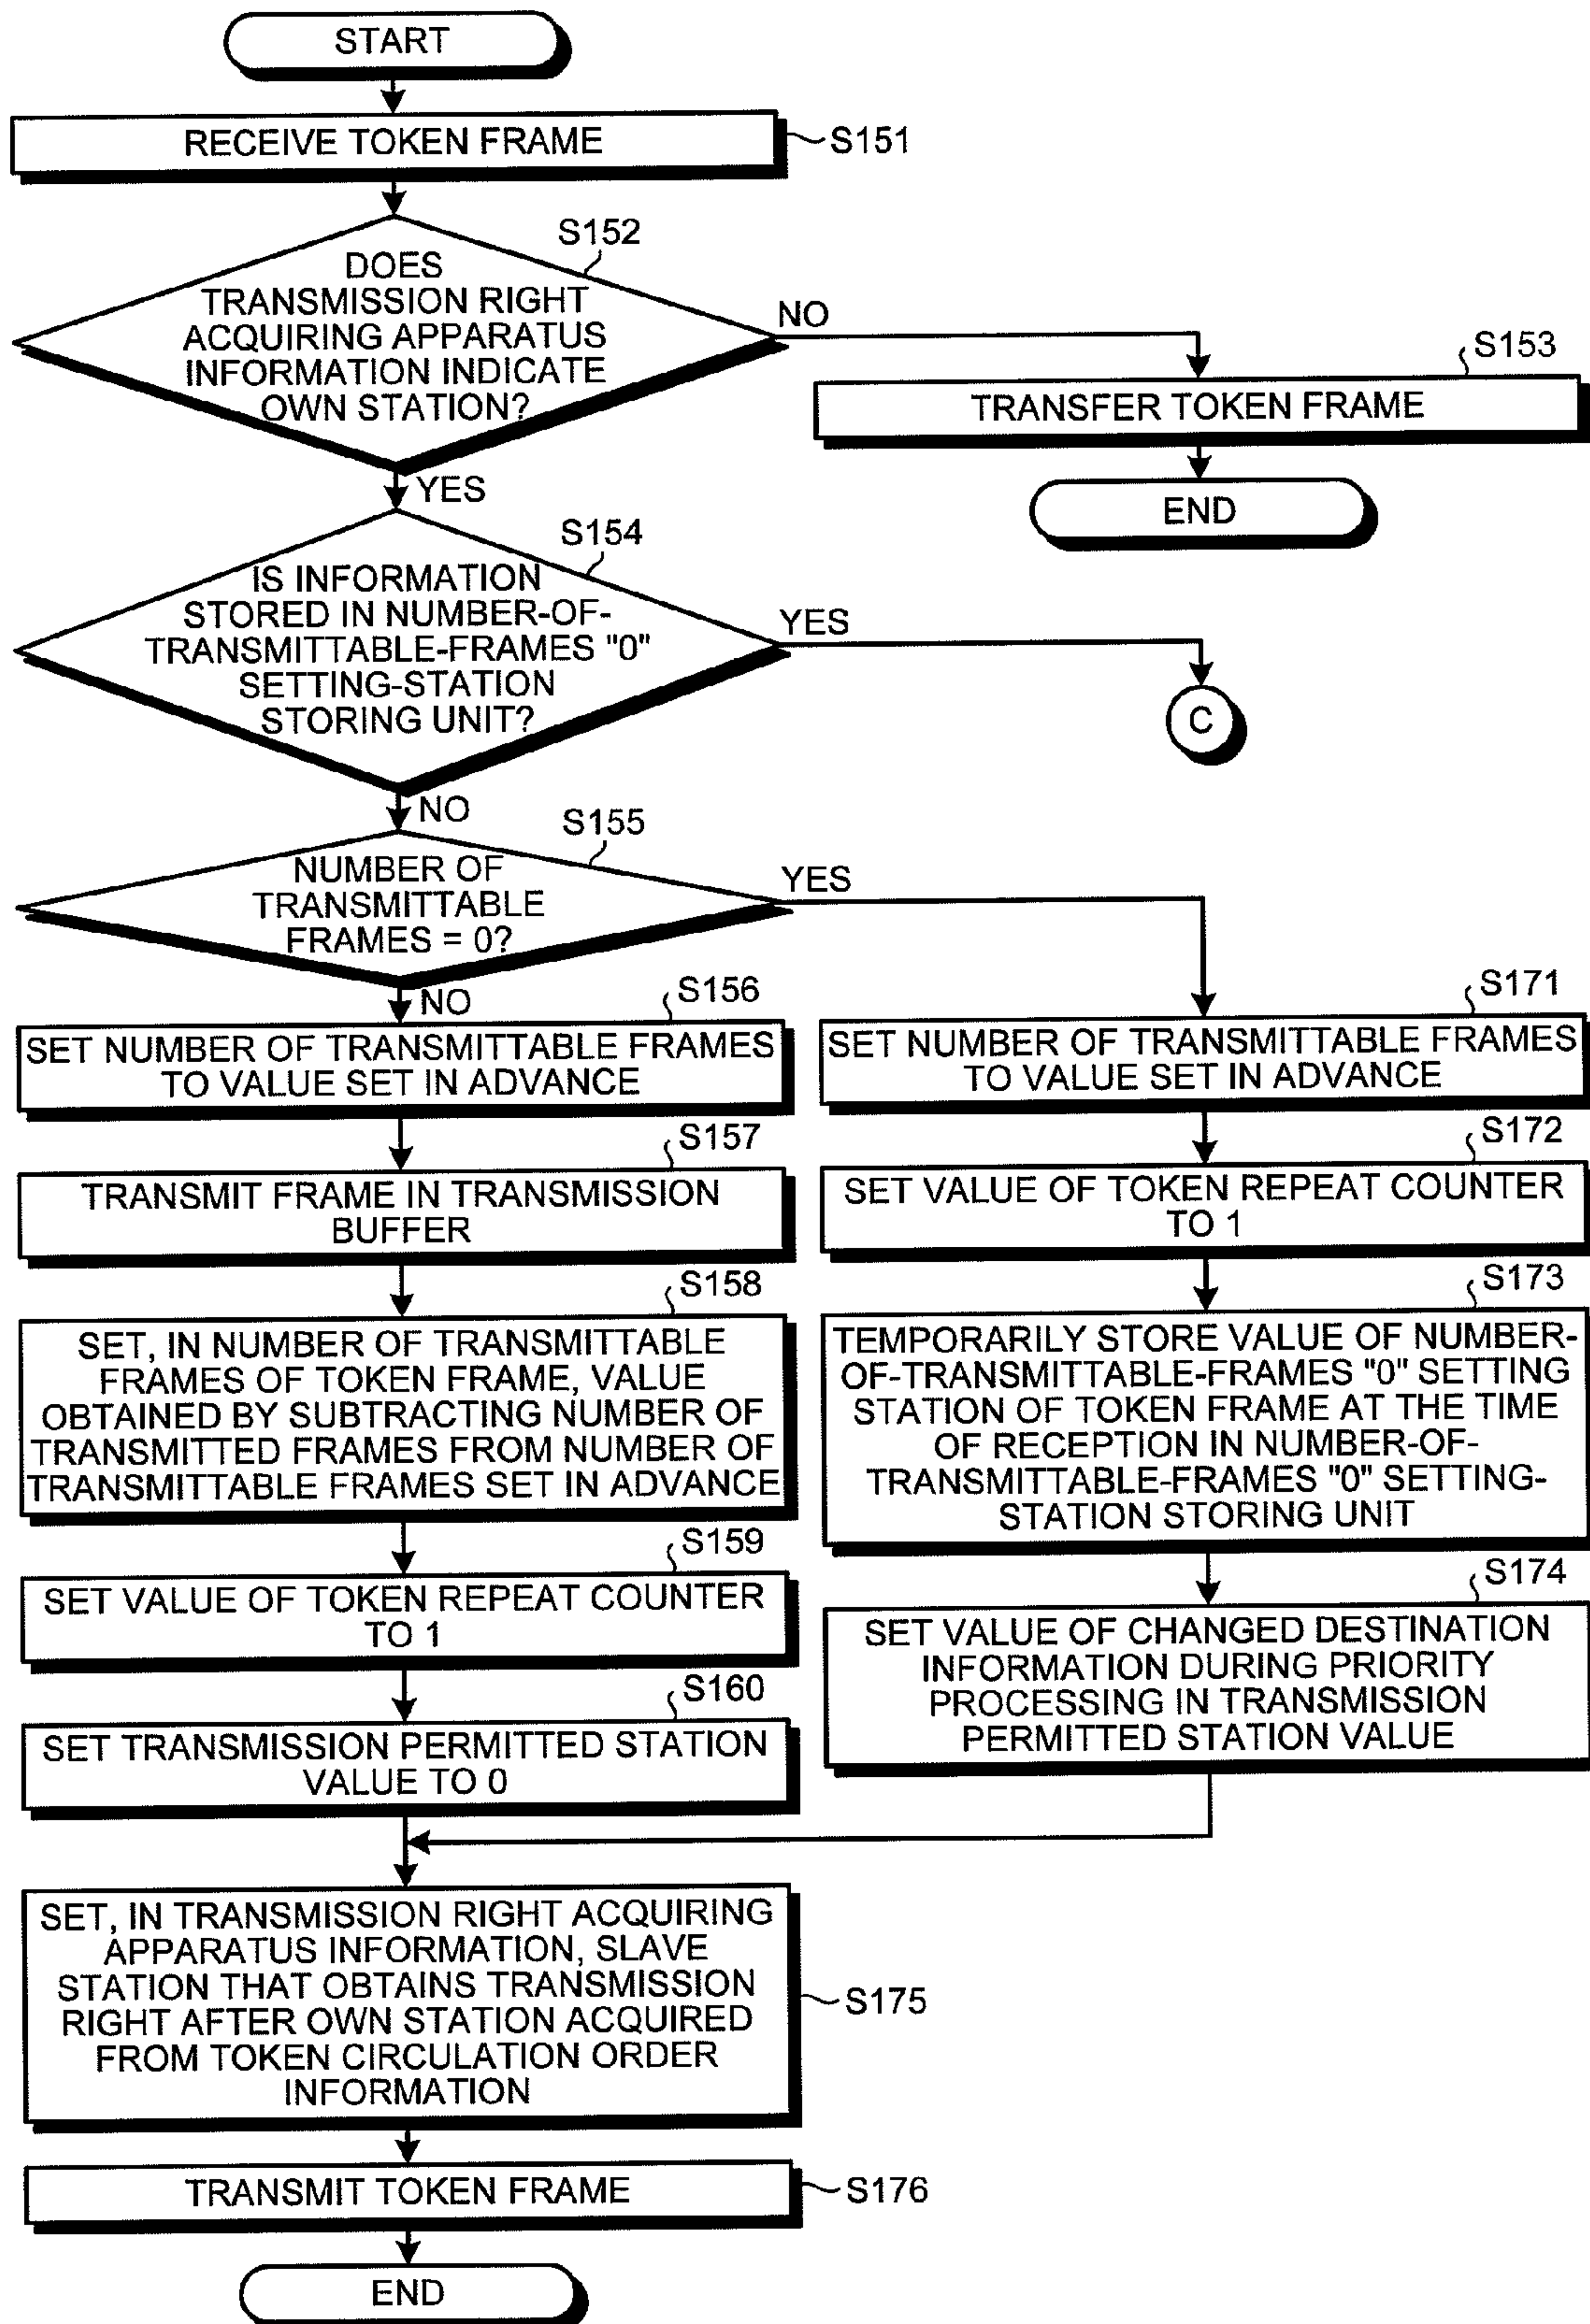 START
RECEIVE TOKEN FRAME
S151
S152
DOES
TRANSMISSION RIGHT
ACQUIRING APPARATUS
INFORMATION INDICATE
OWN STATION?
NO
S153
TRANSFER TOKEN FRAME
END
YES
S154
IS INFORMATION
STORED IN NUMBER-OF-
TRANSMITTABLE-FRAMES "0"
SETTING-STATION
STORING UNIT?
YES
C
NO
S155
NUMBER OF
TRANSMITTABLE
FRAMES = 0?
YES
NO
S156
SET NUMBER OF TRANSMITTABLE FRAMES
TO VALUE SET IN ADVANCE
S157
TRANSMIT FRAME IN TRANSMISSION
BUFFER
S158
SET, IN NUMBER OF TRANSMITTABLE
FRAMES OF TOKEN FRAME, VALUE
OBTAINED BY SUBTRACTING NUMBER OF
TRANSMITTED FRAMES FROM NUMBER OF
TRANSMITTABLE FRAMES SET IN ADVANCE
S159
SET VALUE OF TOKEN REPEAT COUNTER
TO 1
S160
SET TRANSMISSION PERMITTED STATION
VALUE TO 0
S171
SET NUMBER OF TRANSMITTABLE FRAMES
TO VALUE SET IN ADVANCE
S172
SET VALUE OF TOKEN REPEAT COUNTER
TO 1
S173
TEMPORARILY STORE VALUE OF NUMBER-
OF-TRANSMITTABLE-FRAMES "0" SETTING
STATION OF TOKEN FRAME AT THE TIME
OF RECEPTION IN NUMBER-OF-
TRANSMITTABLE-FRAMES "0" SETTING-
STATION STORING UNIT
S174
SET VALUE OF CHANGED DESTINATION
INFORMATION DURING PRIORITY
PROCESSING IN TRANSMISSION
PERMITTED STATION VALUE
SET, IN TRANSMISSION RIGHT ACQUIRING
APPARATUS INFORMATION, SLAVE
STATION THAT OBTAINS TRANSMISSION
RIGHT AFTER OWN STATION ACQUIRED
FROM TOKEN CIRCULATION ORDER
INFORMATION
S175
TRANSMIT TOKEN FRAME
S176
END